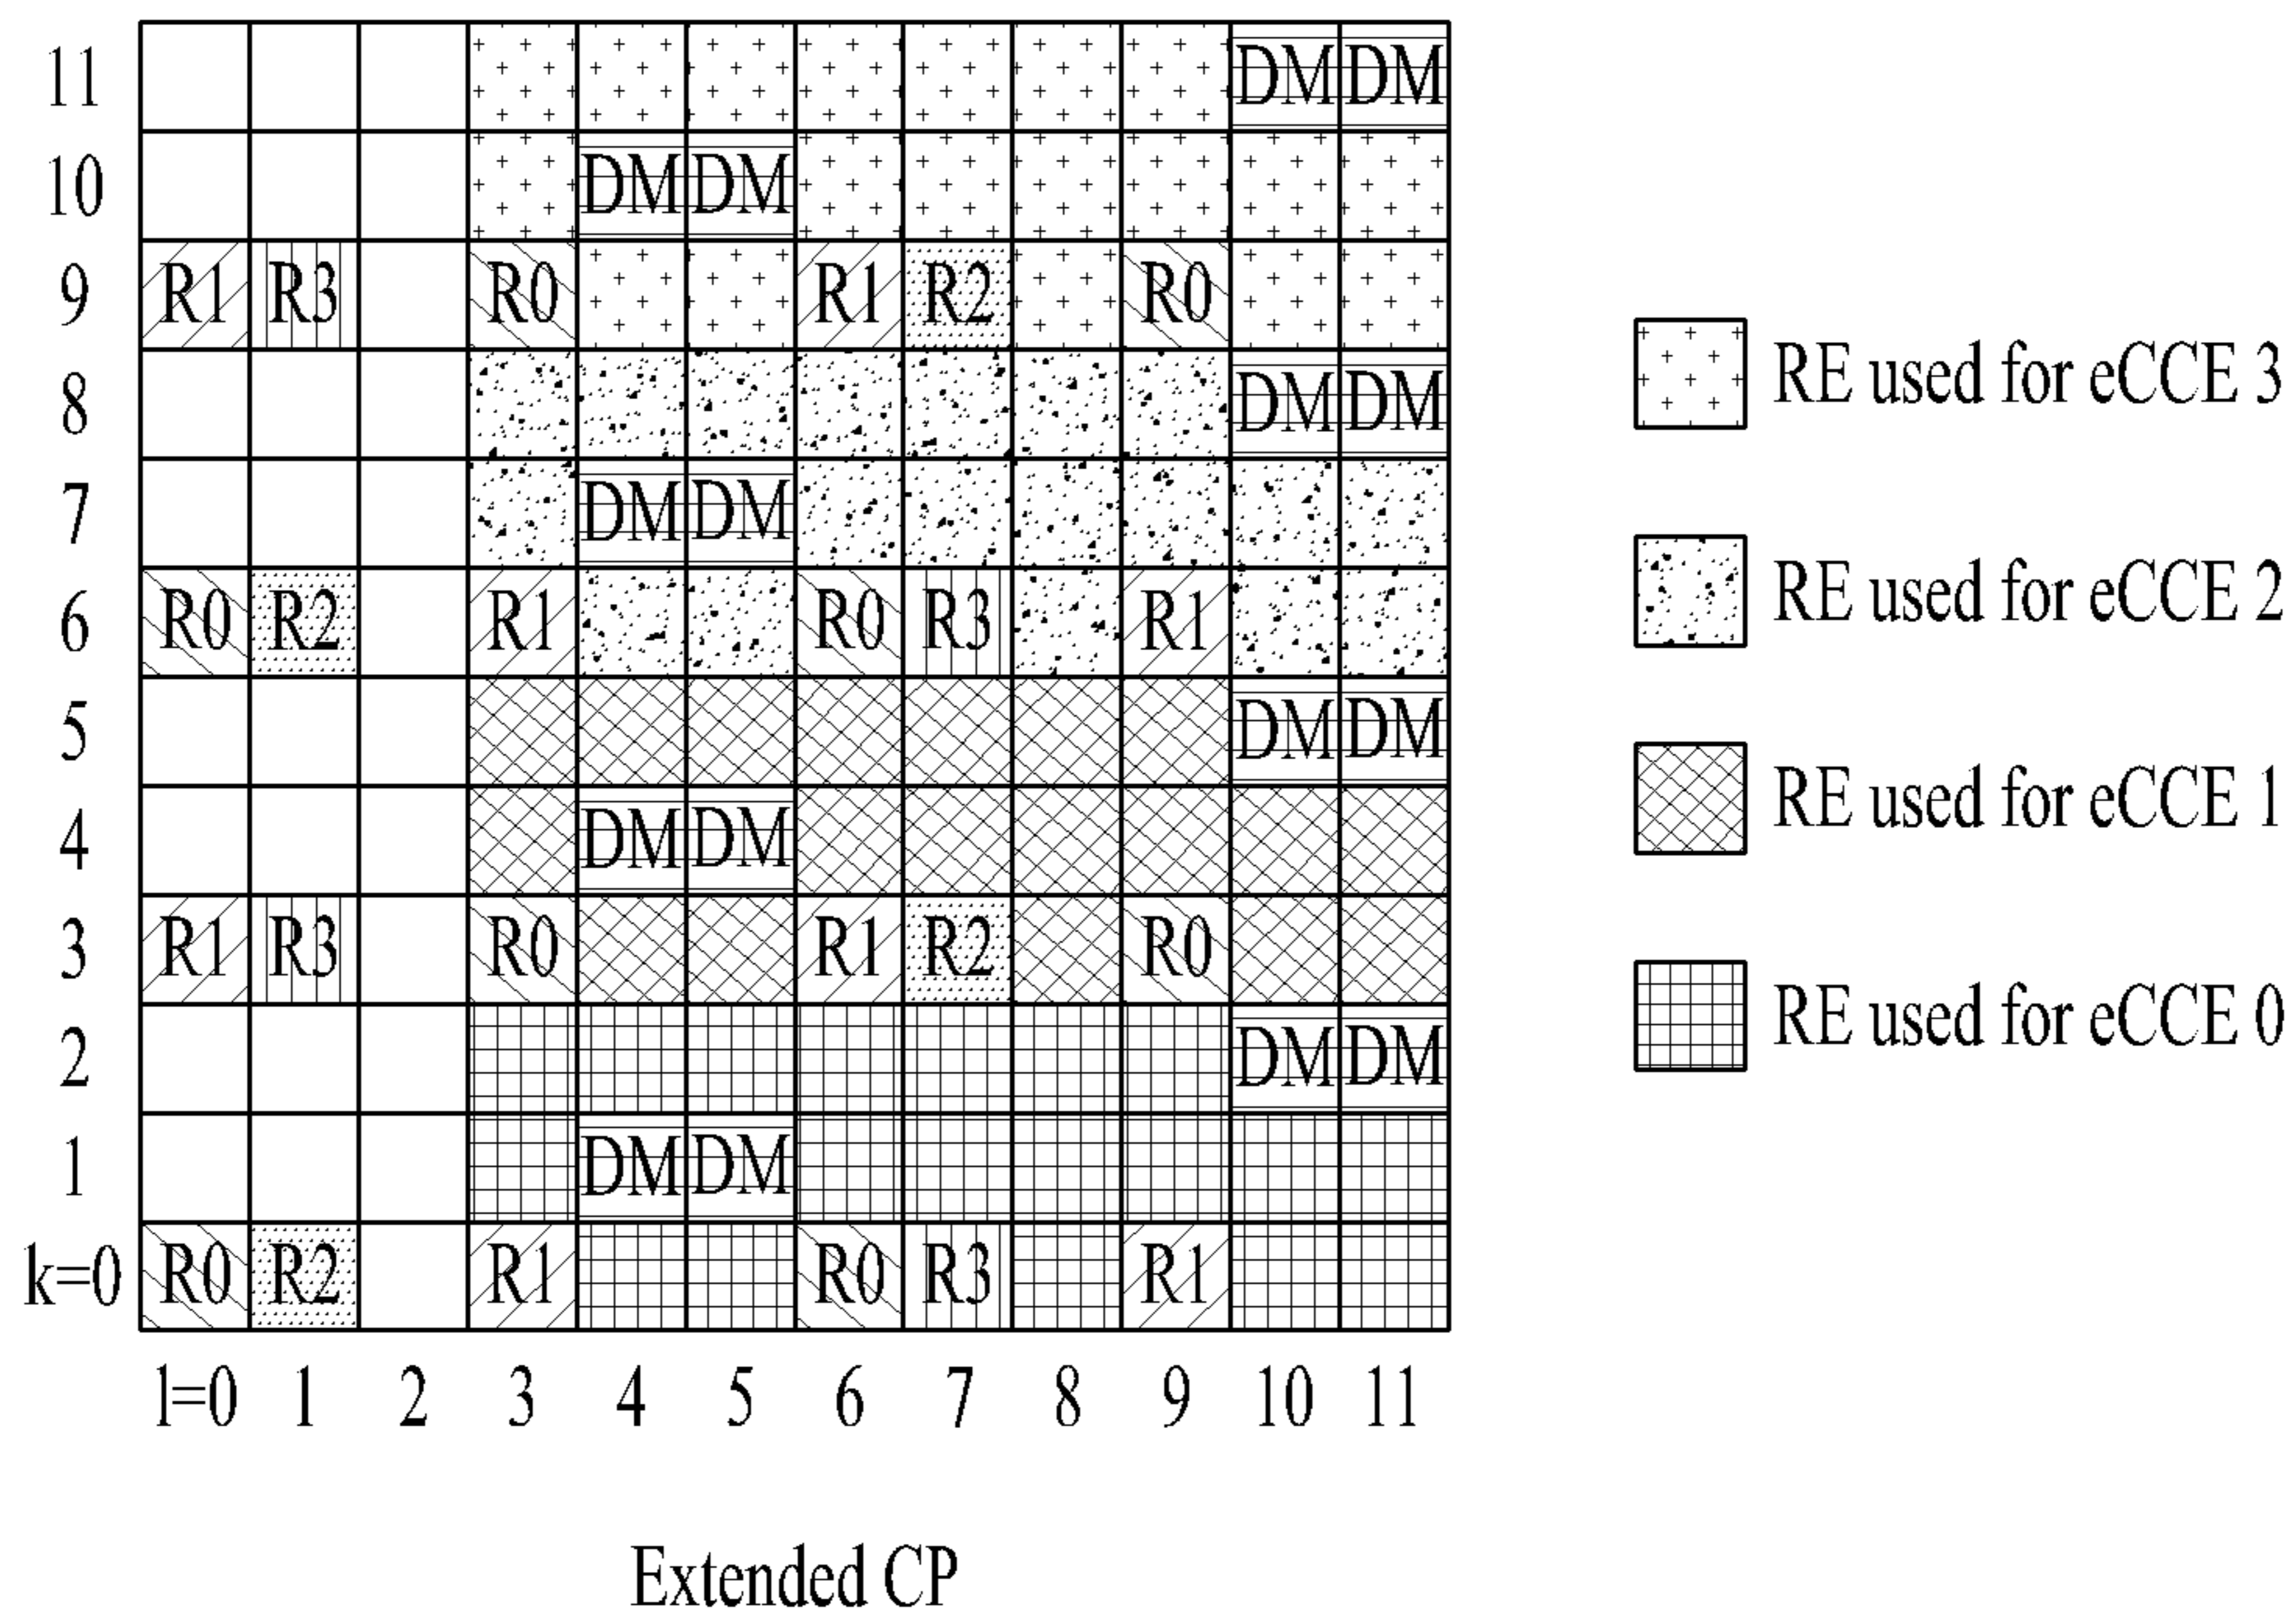 11 DM DM
10 DM DM
9 R1 R3 R0 R1 R2 R0
8 DM DM
7 DM DM
6 R0 R2 R1 R0 R3 R1
5 DM DM
4 DM DM
3 R1 R3 R0 R1 R2 R0
2 DM DM
1 DM DM
k=0 R0 R2 R1 R0 R3 R1
l=0 1 2 3 4 5 6 7 8 9 10 11
Extended CP
RE used for eCCE 3
RE used for eCCE 2
RE used for eCCE 1
RE used for eCCE 0